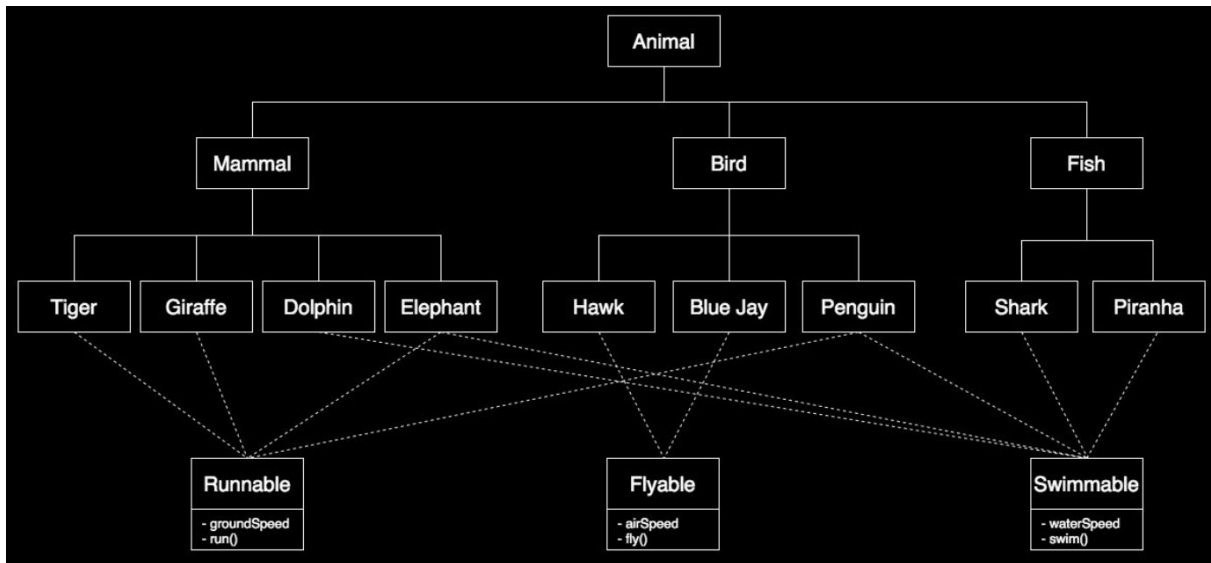 Animal
Mammal
Bird
Fish
Tiger
Giraffe
Dolphin
Elephant
Hawk
Blue Jay
Penguin
Shark
Piranha
Runnable
- groundSpeed
- run()
Flyable
- airSpeed
- fly()
Swimmable
- waterSpeed
- swim()